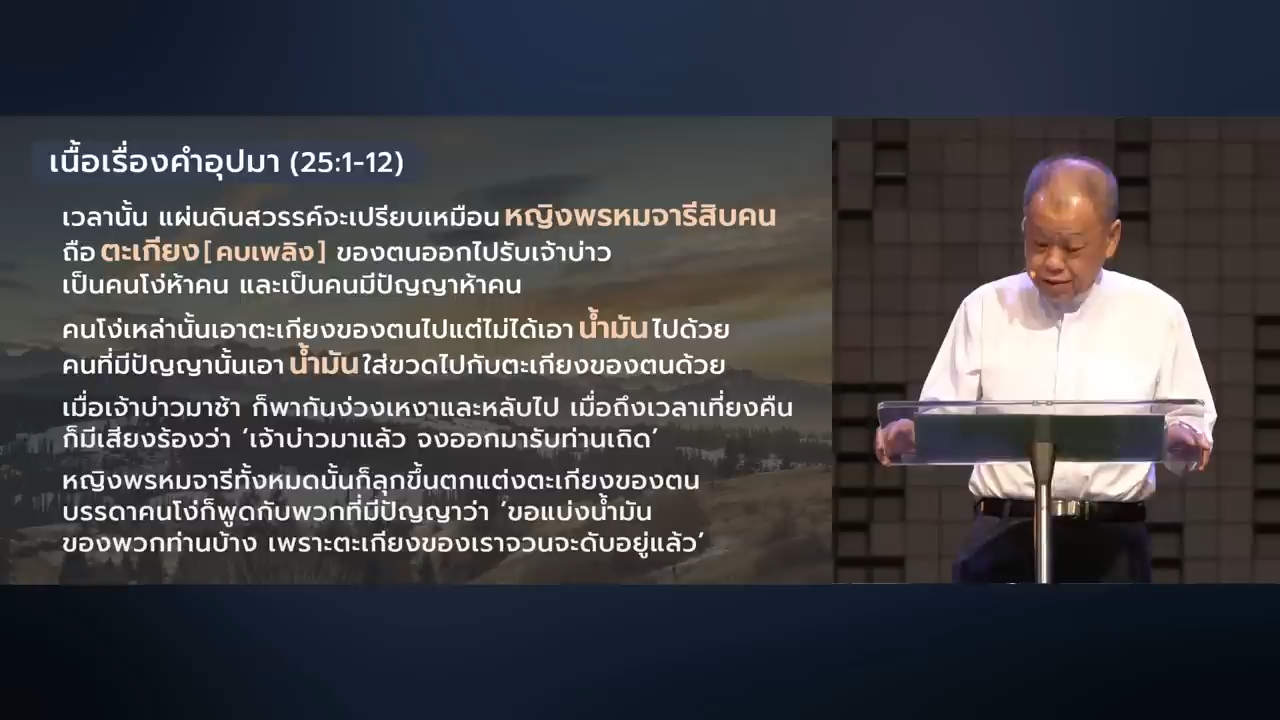 เนื้อเรื่องคำอุปมา (25:1-12)
เวลานั้น แผ่นดินสวรรค์จะเปรียบเหมือน หญิงพรหมจารีสิบคน
ถือ ตะเกียง [คบเพลิง] ของตนออกไปรับเจ้าบ่าว
เป็นคนโง่ห้าคน และเป็นคนมีปัญญาห้าคน
คนโง่เหล่านั้นเอาตะเกียงของตนไปแต่ไม่ได้เอา น้ำมัน ไปด้วย
คนที่มีปัญญานั้นเอา น้ำมัน ใส่ขวดไปกับตะเกียงของตนด้วย
เมื่อเจ้าบ่าวมาช้า ก็พากันง่วงเหงาและหลับไป เมื่อถึงเวลาเที่ยงคืน
ก็มีเสียงร้องว่า ‘เจ้าบ่าวมาแล้ว จงออกมารับท่านเถิด’
หญิงพรหมจารีทั้งหมดนั้นก็ลุกขึ้นตกแต่งตะเกียงของตน
บรรดาคนโง่ก็พูดกับพวกที่มีปัญญาว่า ‘ขอแบ่งน้ำมัน
ของพวกท่านบ้าง เพราะตะเกียงของเราจวนจะดับอยู่แล้ว’